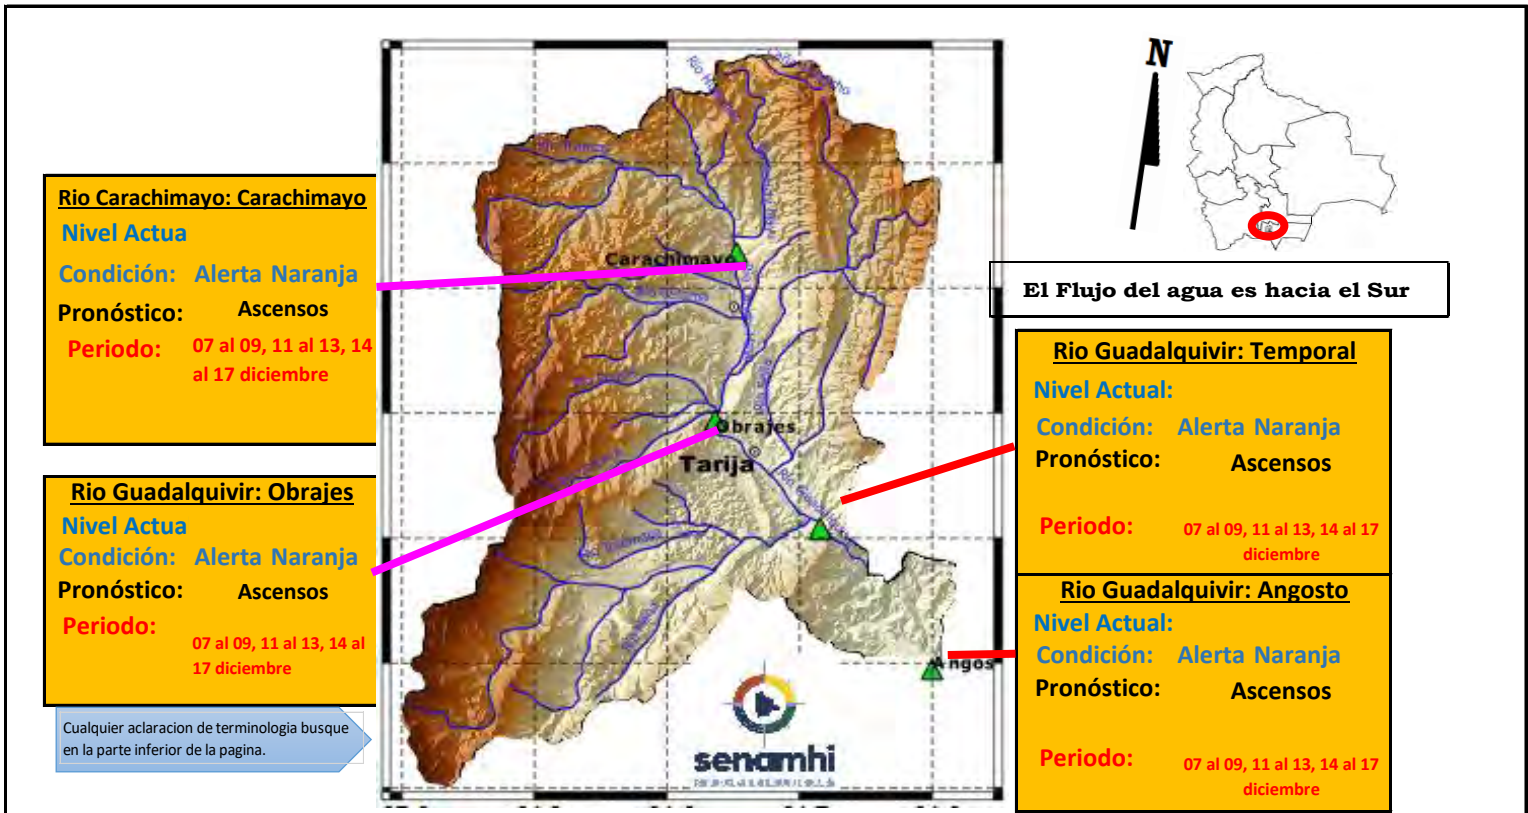 N
Rio Carachimayo: Carachimayo
Nivel Actua
Condición: Alerta Naranja
Pronóstico: Ascensos
Periodo: 07 al 09, 11 al 13, 14
al 17 diciembre
Rio Guadalquivir: Obrajes
Nivel Actua
Condición: Alerta Naranja
Pronóstico: Ascensos
Periodo:
07 al 09, 11 al 13, 14 al
17 diciembre
Cualquier aclaracion de terminologia busque
en la parte inferior de la pagina.
Carachimayo
Obrajes
Tarija
Angos
senamhi
El Flujo del agua es hacia el Sur
Rio Guadalquivir: Temporal
Nivel Actual:
Condición: Alerta Naranja
Pronóstico: Ascensos
Periodo: 07 al 09, 11 al 13, 14 al 17
diciembre
Rio Guadalquivir: Angosto
Nivel Actual:
Condición: Alerta Naranja
Pronóstico: Ascensos
Periodo: 07 al 09, 11 al 13, 14 al 17
diciembre